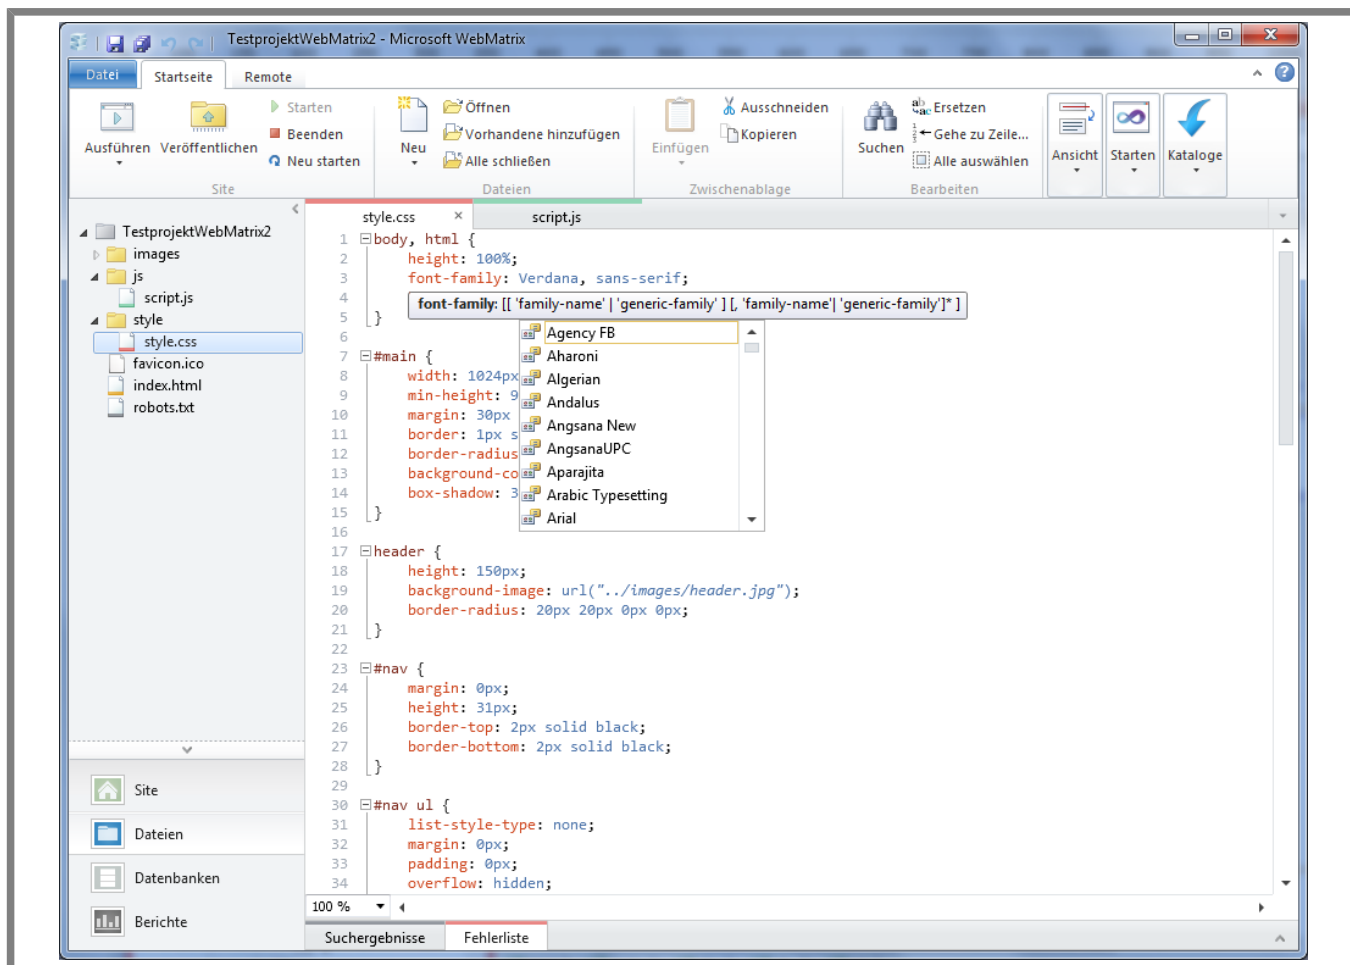 TestprojektWebMatrix2 - Microsoft WebMatrix
Datei Startseite Remote
Ausführen Veröffentlichen Starten Beenden Neu starten
Site
Neu Öffnen Vorhandene hinzufügen Alle schließen
Dateien
Einfügen Ausschneiden Kopieren
Zwischenablage
Suchen Ersetzen Gehe zu Zeile... Alle auswählen
Bearbeiten
Ansicht Starten Kataloge
TestprojektWebMatrix2
images
js
script.js
style
style.css
favicon.ico
index.html
robots.txt
Site
Dateien
Datenbanken
Berichte
style.css script.js
1 body, html {
2 height: 100%;
3 font-family: Verdana, sans-serif;
4
font-family: [[ 'family-name' | 'generic-family' ] [, 'family-name'| 'generic-family']* ]
5 }
6
7 #main {
8 width: 1024px
9 min-height: 9
10 margin: 30px
11 border: 1px s
12 border-radius
13 background-co
14 box-shadow: 3
15 }
Agency FB
Aharoni
Algerian
Andalus
Angsana New
AngsanaUPC
Aparajita
Arabic Typesetting
Arial
16
17 header {
18 height: 150px;
19 background-image: url("../images/header.jpg");
20 border-radius: 20px 20px 0px 0px;
21 }
22
23 #nav {
24 margin: 0px;
25 height: 31px;
26 border-top: 2px solid black;
27 border-bottom: 2px solid black;
28 }
29
30 #nav ul {
31 list-style-type: none;
32 margin: 0px;
33 padding: 0px;
34 overflow: hidden;
100 %
Suchergebnisse Fehlerliste